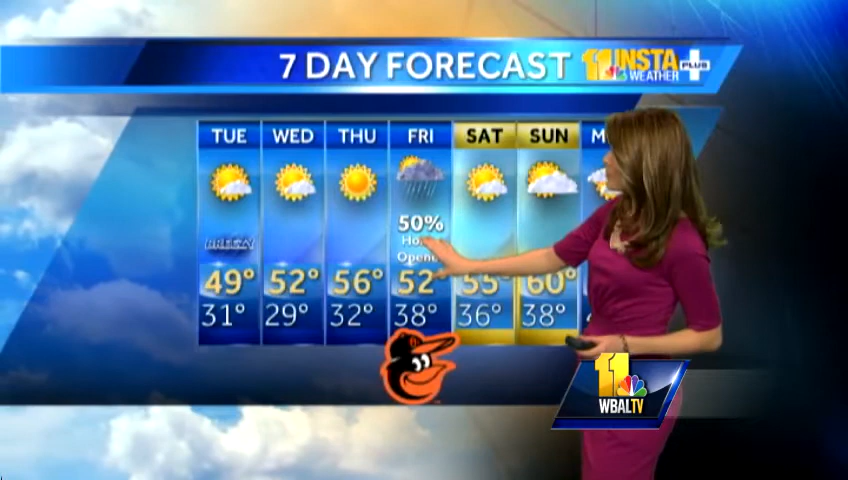 7 DAY FORECAST 11 INSTA
WEATHER PLUS
TUE WED THU FRI SAT SUN
50%
BREEZY
49° 52° 56° 52° 55° 60°
31° 29° 32° 38° 36° 38°
11
WBALTV